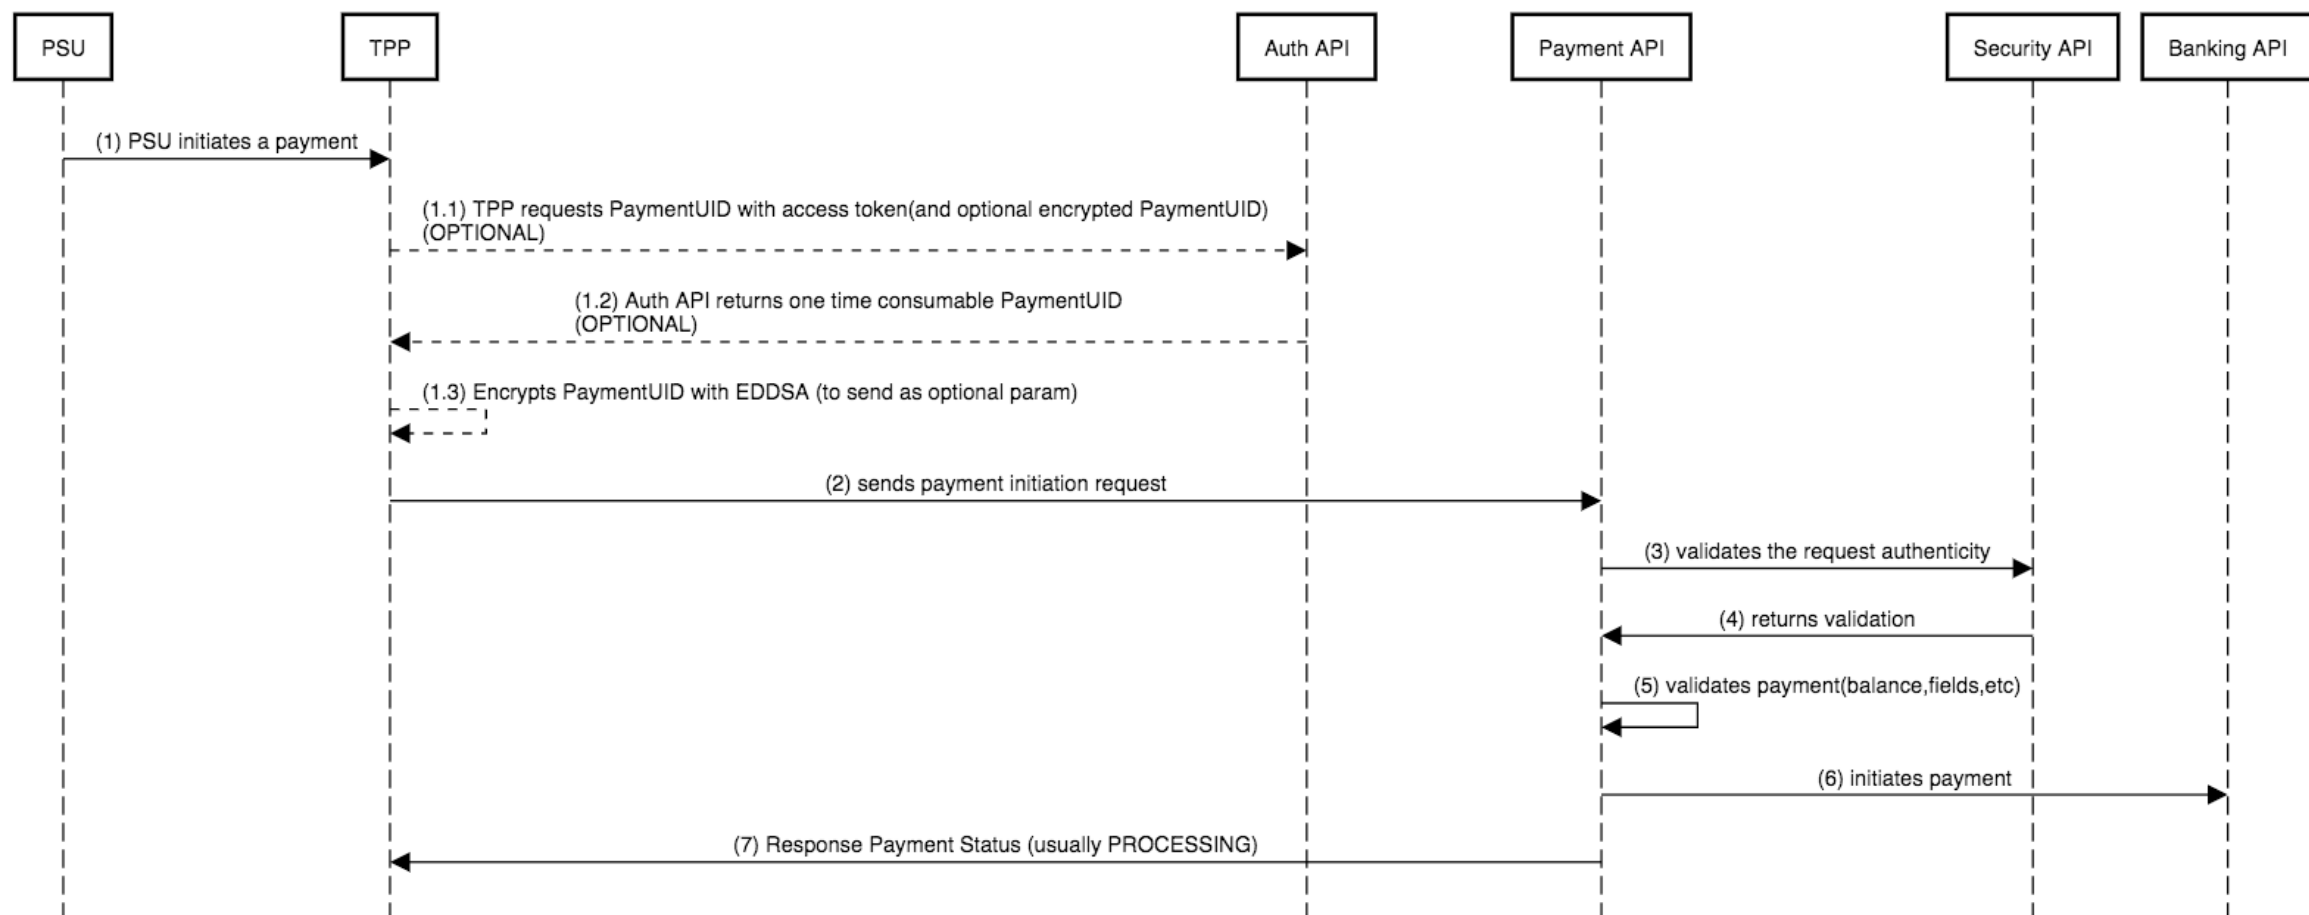 PSU
TPP
Auth API
Payment API
Security API
Banking API
(1) PSU initiates a payment
(1.1) TPP requests PaymentUID with access token(and optional encrypted PaymentUID)
(OPTIONAL)
(1.2) Auth API returns one time consumable PaymentUID
(OPTIONAL)
(1.3) Encrypts PaymentUID with EDDSA (to send as optional param)
(2) sends payment initiation request
(3) validates the request authenticity
(4) returns validation
(5) validates payment(balance,fields,etc)
(6) initiates payment
(7) Response Payment Status (usually PROCESSING)